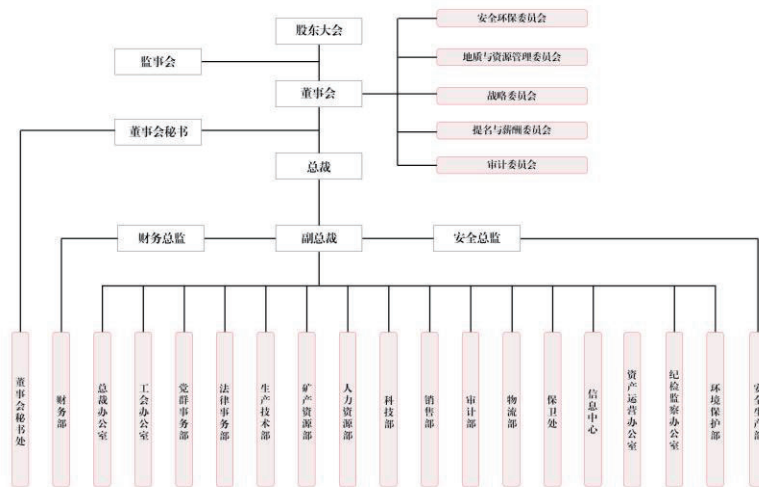 股东大会
安全环保委员会
监事会
地质与资源管理委员会
董事会
战略委员会
董事会秘书
提名与薪酬委员会
总裁
审计委员会
财务总监
副总裁
安全总监
董事会秘书处
财务部
总裁办公室
工会办公室
党群事务部
法律事务部
生产技术部
矿产资源部
人力资源部
科技部
销售部
审计部
物流部
保卫处
信息中心
资产运营办公室
纪检监察办公室
环境保护部
安全生产部